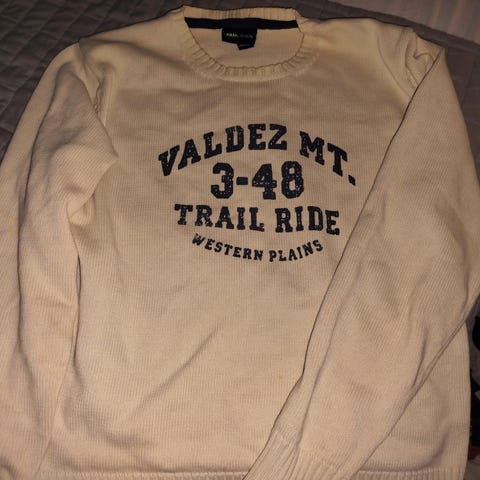 VALDEZ MT.
3-48
TRAIL RIDE
WESTERN PLAINS